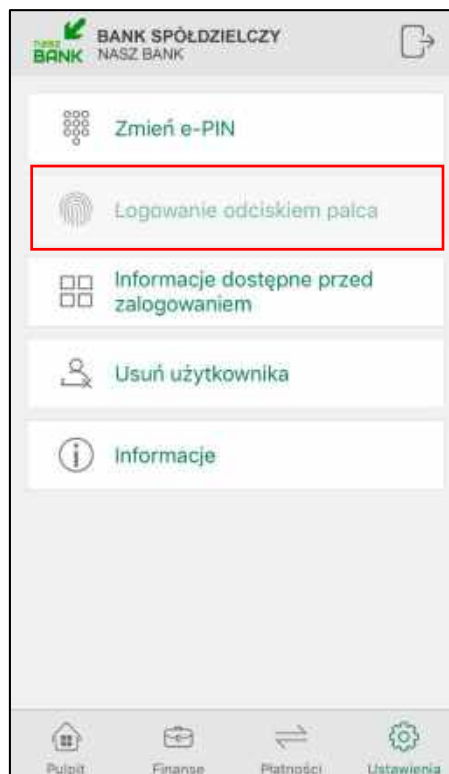 nasz
BANK
BANK SPÓŁDZIELCZY
NASZ BANK
Zmień e-PIN
Logowanie odciskiem palca
Informacje dostępne przed
zalogowaniem
Usuń użytkownika
Informacje
Pulpit
Finanse
Płatności
Ustawienia